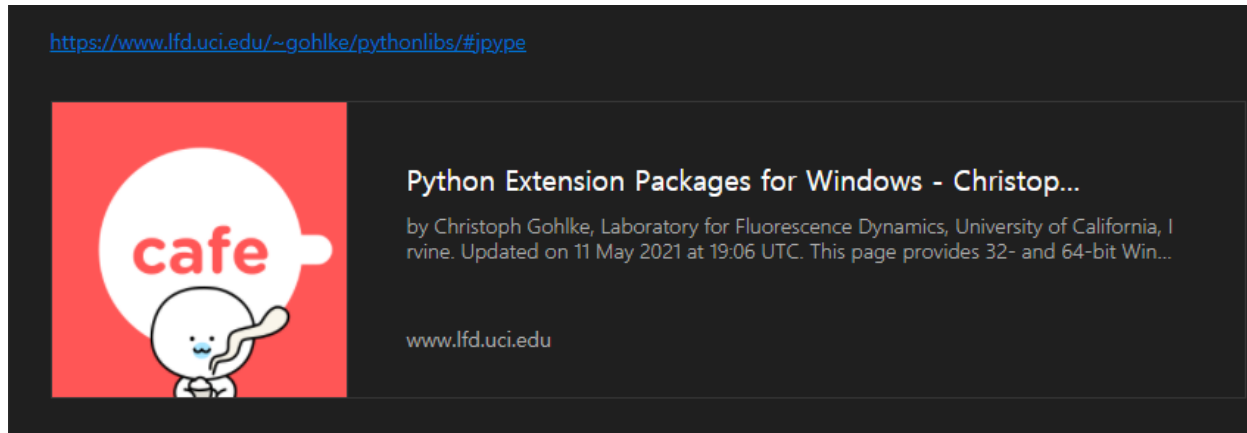 https://www.lfd.uci.edu/~gohlke/pythonlibs/#jpype
cafe
Python Extension Packages for Windows - Christop...
by Christoph Gohlke, Laboratory for Fluorescence Dynamics, University of California, I
rvine. Updated on 11 May 2021 at 19:06 UTC. This page provides 32- and 64-bit Win...
www.lfd.uci.edu